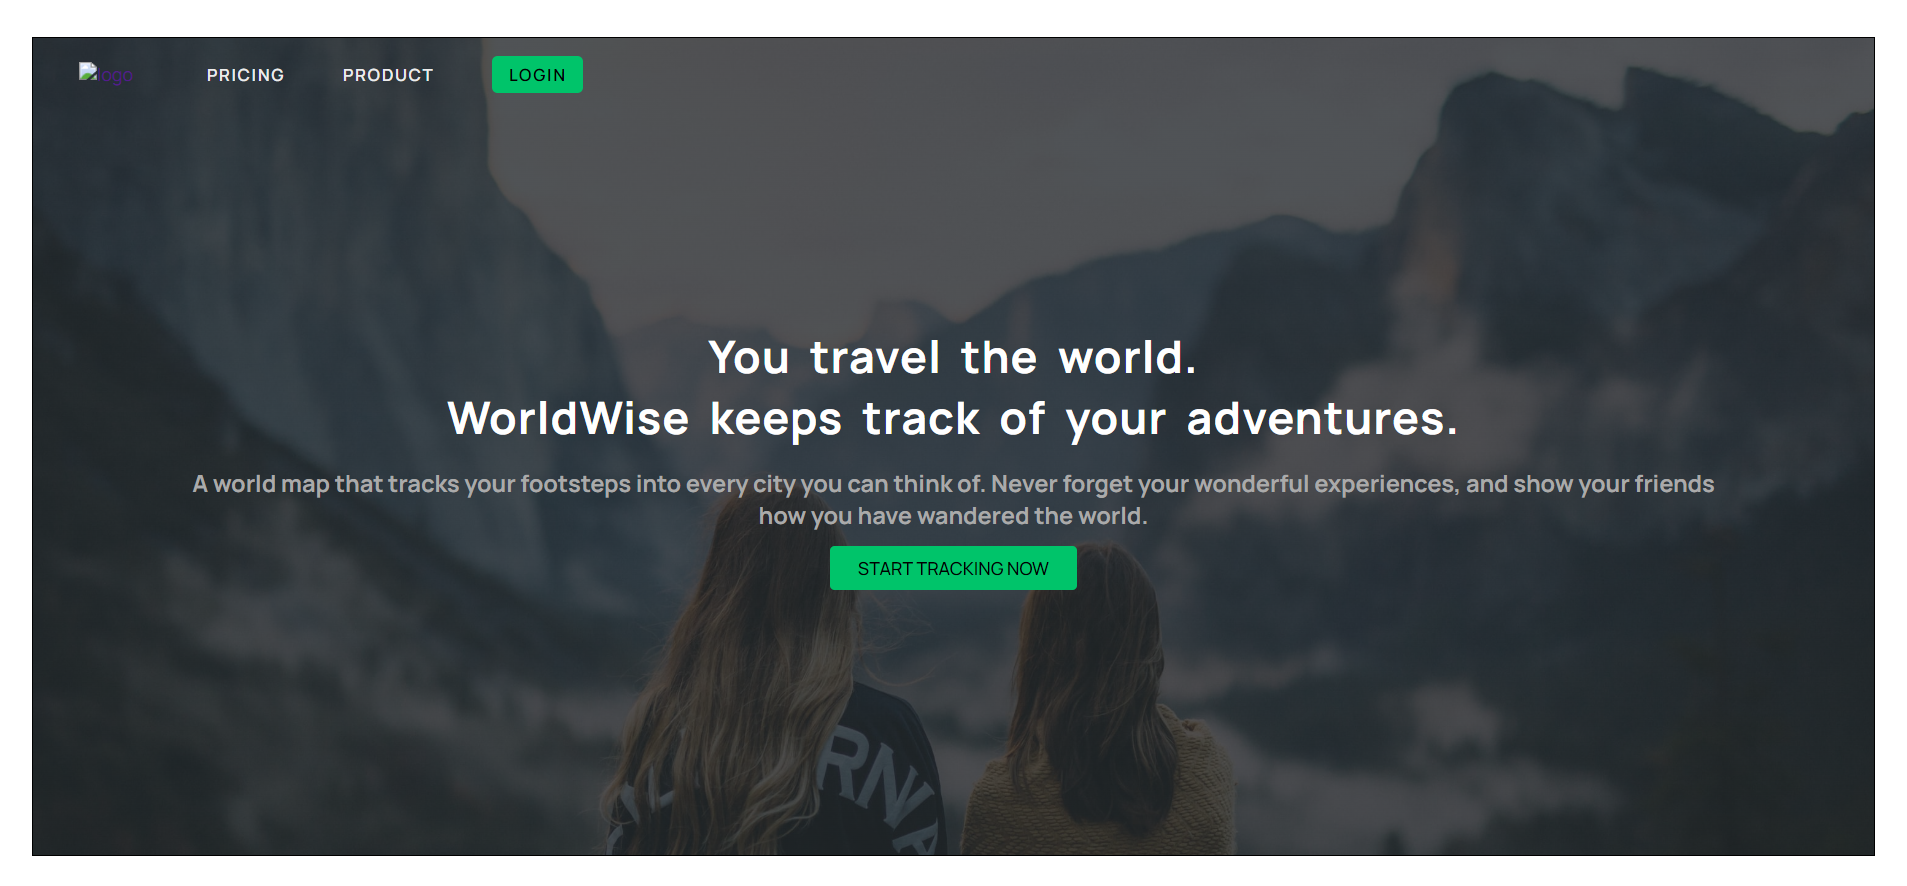 logo PRICING PRODUCT LOGIN
You travel the world.
WorldWise keeps track of your adventures.
A world map that tracks your footsteps into every city you can think of. Never forget your wonderful experiences, and show your friends
how you have wandered the world.
START TRACKING NOW
RNIA